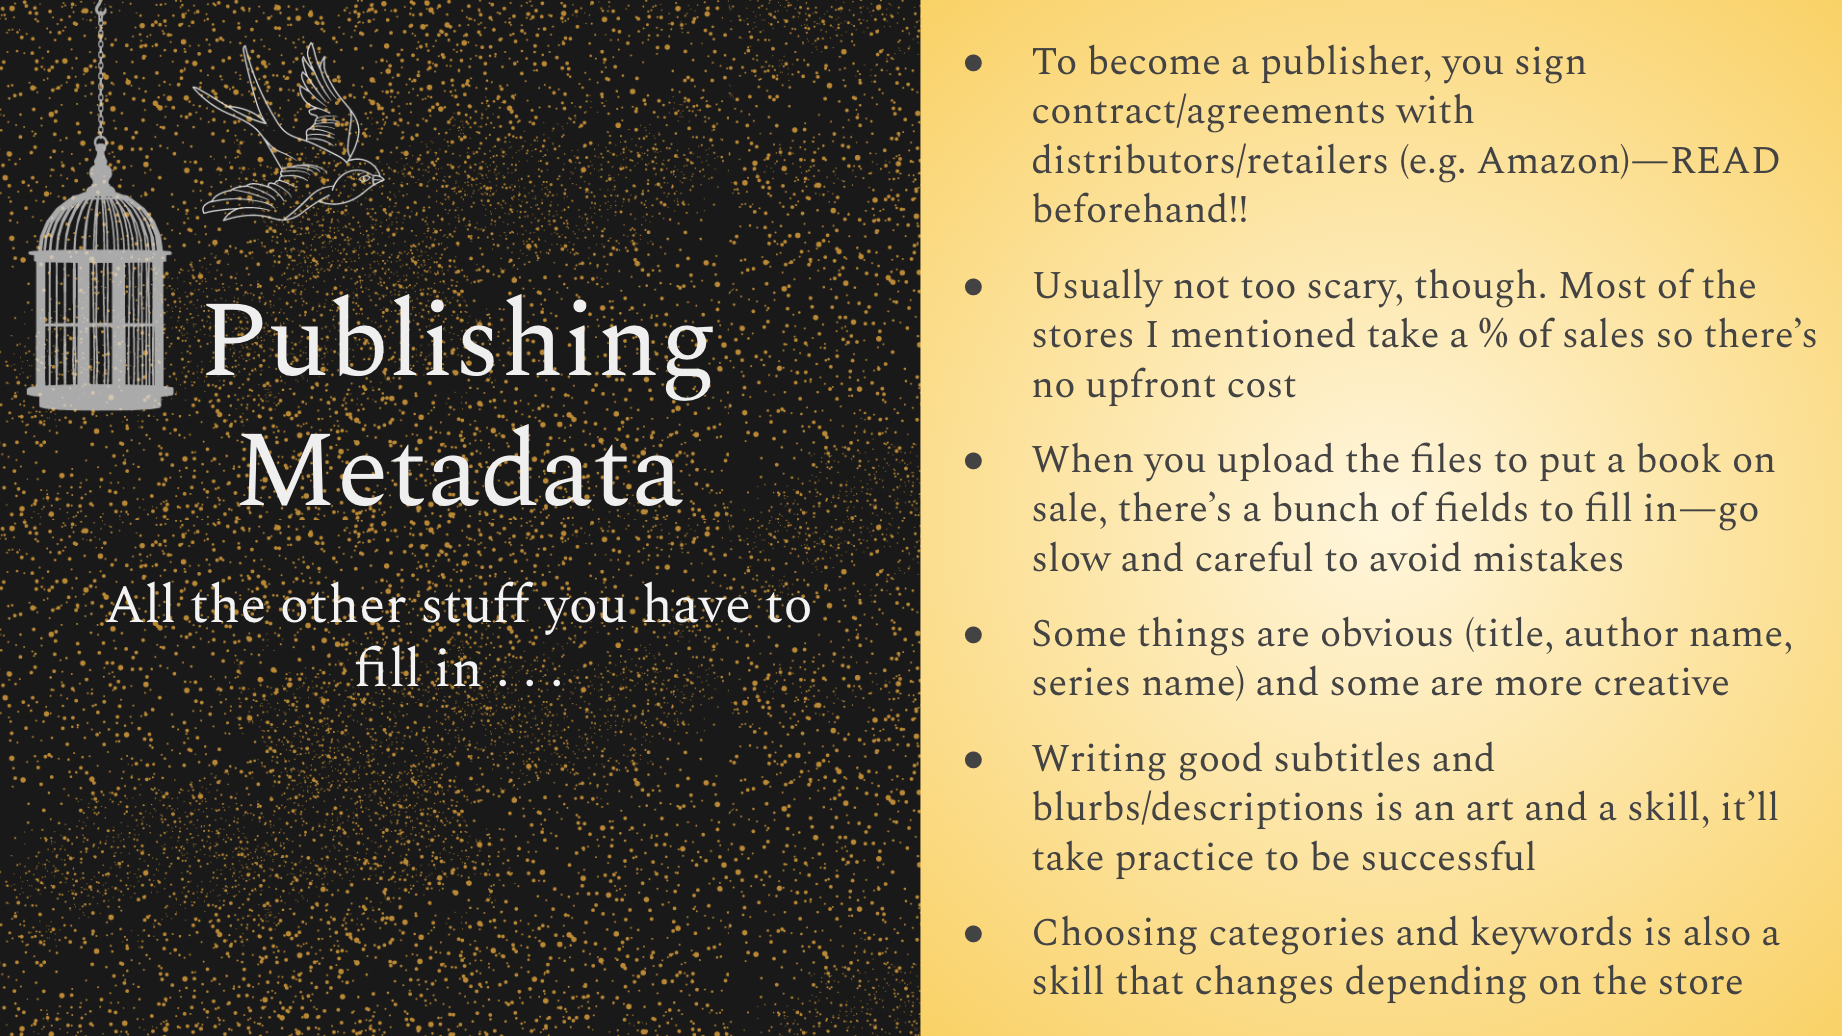 Publishing
Metadata
All the other stuff you have to
fill in . . .
● To become a publisher, you sign
contract/agreements with
distributors/retailers (e.g. Amazon)—READ
beforehand!!
● Usually not too scary, though. Most of the
stores I mentioned take a % of sales so there’s
no upfront cost
● When you upload the files to put a book on
sale, there’s a bunch of fields to fill in—go
slow and careful to avoid mistakes
● Some things are obvious (title, author name,
series name) and some are more creative
● Writing good subtitles and
blurbs/descriptions is an art and a skill, it’ll
take practice to be successful
● Choosing categories and keywords is also a
skill that changes depending on the store